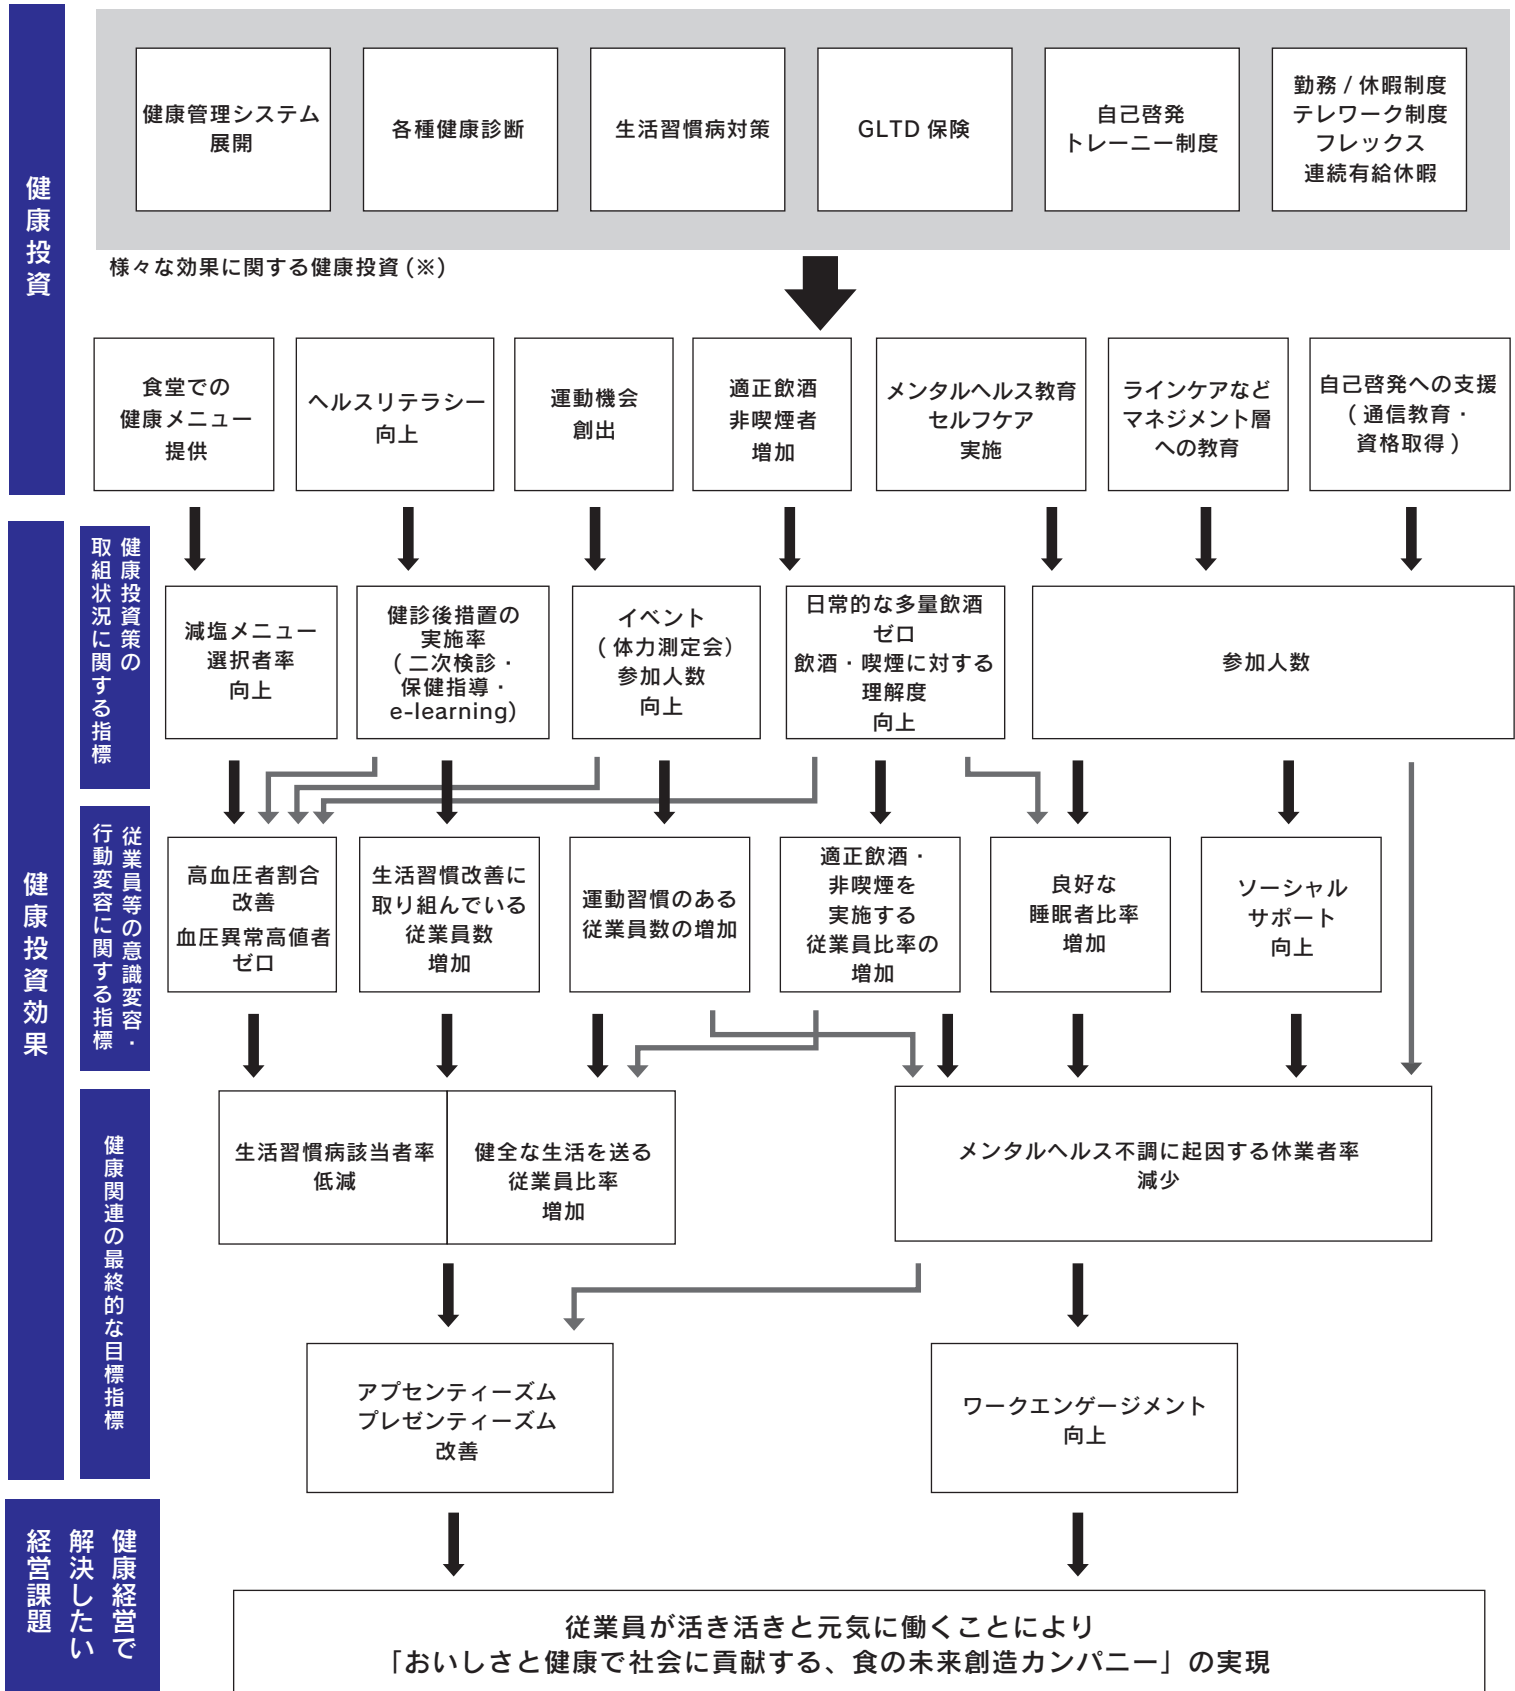 健康投資
健康管理システム
展開
各種健康診断
生活習慣病対策
GLTD 保険
自己啓発
トレーニー制度
勤務 / 休暇制度
テレワーク制度
フレックス
連続有給休暇
様々な効果に関する健康投資 (※)
食堂での
健康メニュー
提供
ヘルスリテラシー
向上
運動機会
創出
適正飲酒
非喫煙者
増加
メンタルヘルス教育
セルフケア
実施
ラインケアなど
マネジメント層
への教育
自己啓発への支援
( 通信教育・
資格取得 )
健康投資効果
健康投資策の
取組状況に関する指標
減塩メニュー
選択者率
向上
健診後措置の
実施率
( 二次検診・
保健指導・
e-learning)
イベント
( 体力測定会)
参加人数
向上
日常的な多量飲酒
ゼロ
飲酒・喫煙に対する
理解度
向上
参加人数
従業員等の意識変容・
行動変容に関する指標
高血圧者割合
改善
血圧異常高値者
ゼロ
生活習慣改善に
取り組んでいる
従業員数
増加
運動習慣のある
従業員数の増加
適正飲酒・
非喫煙を
実施する
従業員比率の
増加
良好な
睡眠者比率
増加
ソーシャル
サポート
向上
健康関連の最終的な目標指標
生活習慣病該当者率
低減
健全な生活を送る
従業員比率
増加
メンタルヘルス不調に起因する休業者率
減少
アプセンティーズム
プレゼンティーズム
改善
ワークエンゲージメント
向上
健康経営で
解決したい
経営課題
従業員が活き活きと元気に働くことにより
「おいしさと健康で社会に貢献する、食の未来創造カンパニー」の実現